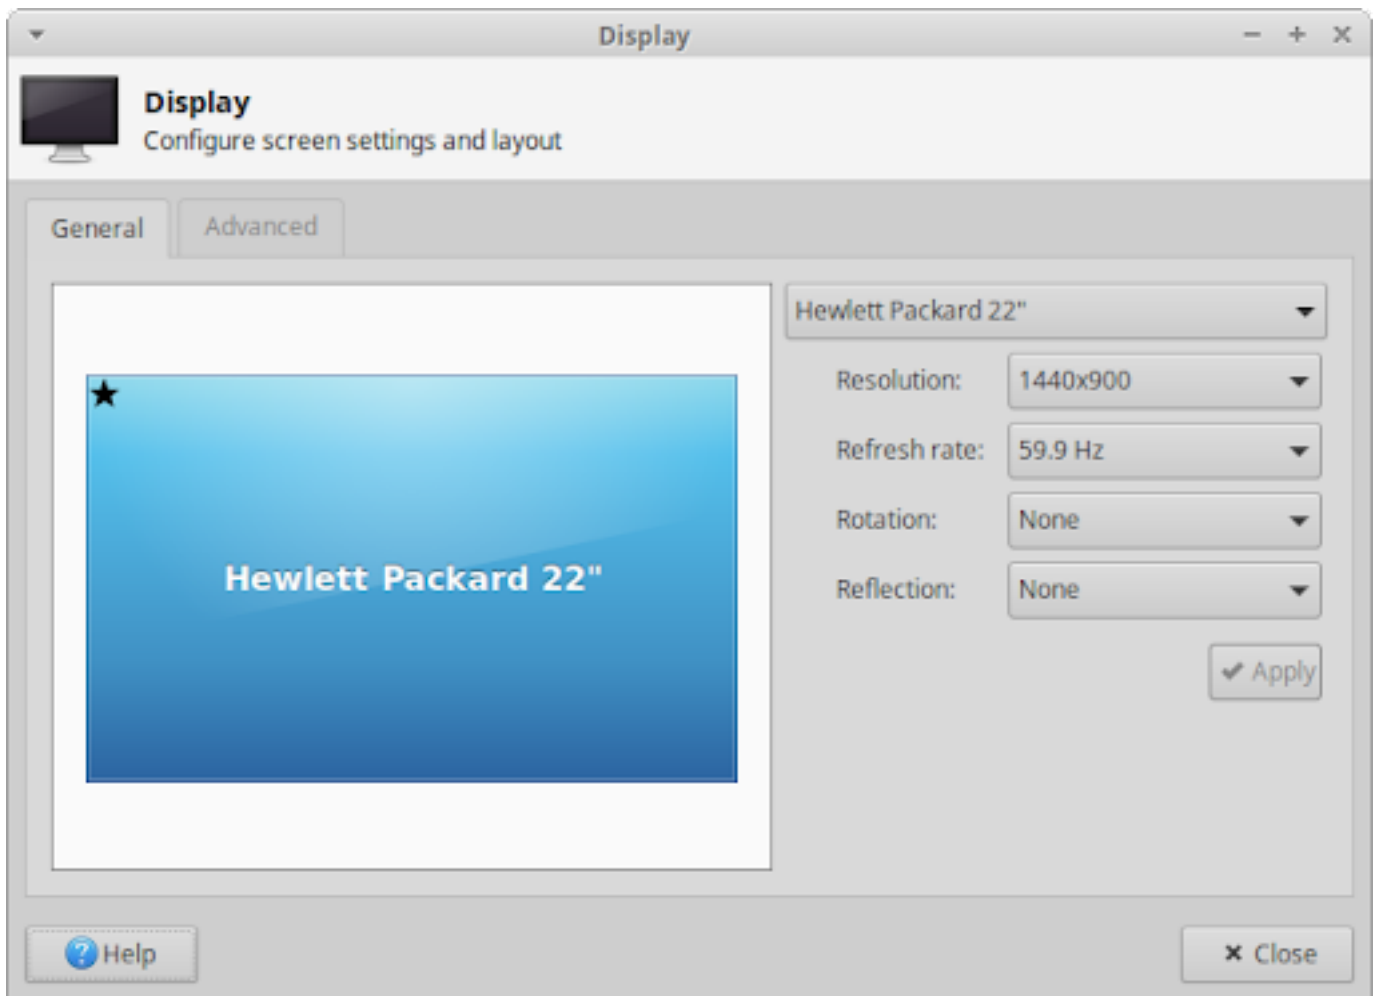 Display
Display
Configure screen settings and layout
General Advanced
Hewlett Packard 22"
Hewlett Packard 22"
Resolution: 1440x900
Refresh rate: 59.9 Hz
Rotation: None
Reflection: None
Apply
Help
Close